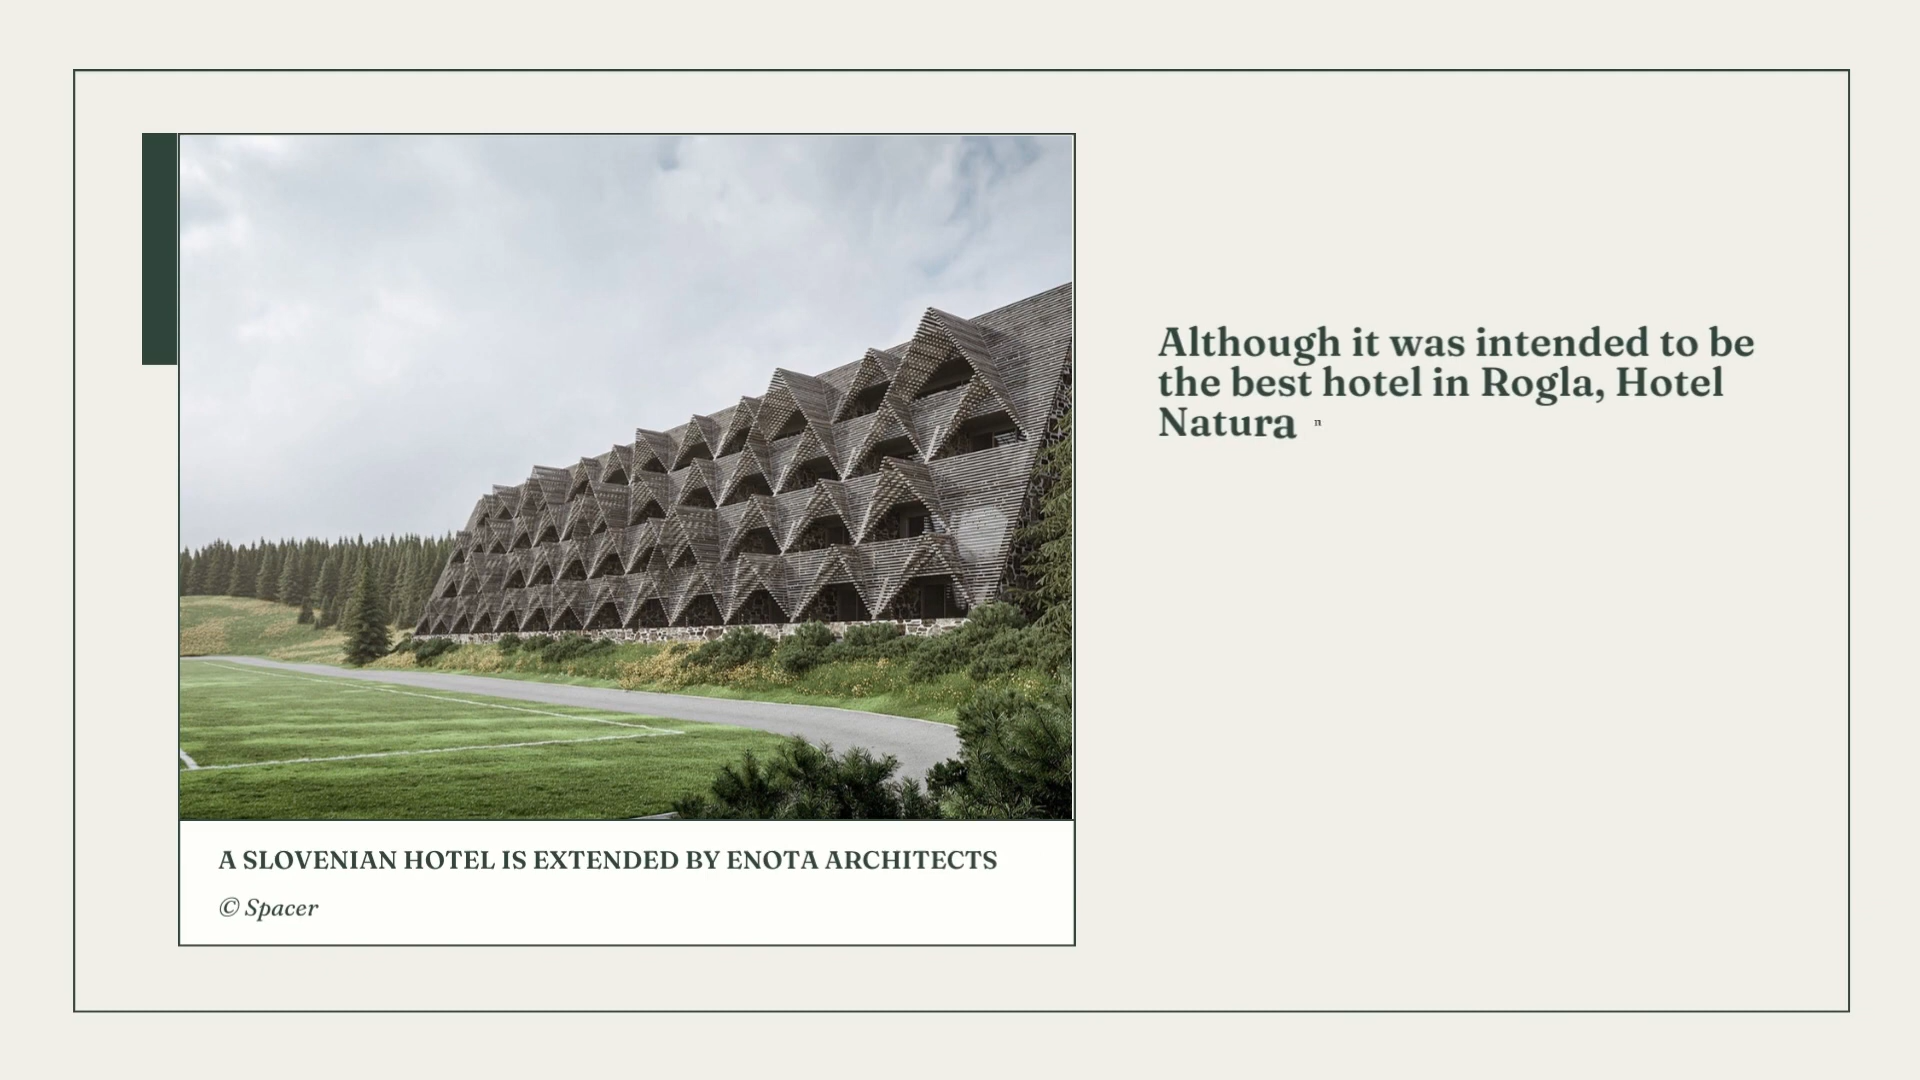 Although it was intended to be
the best hotel in Rogla, Hotel
Natura n
A SLOVENIAN HOTEL IS EXTENDED BY ENOTA ARCHITECTS
© Spacer